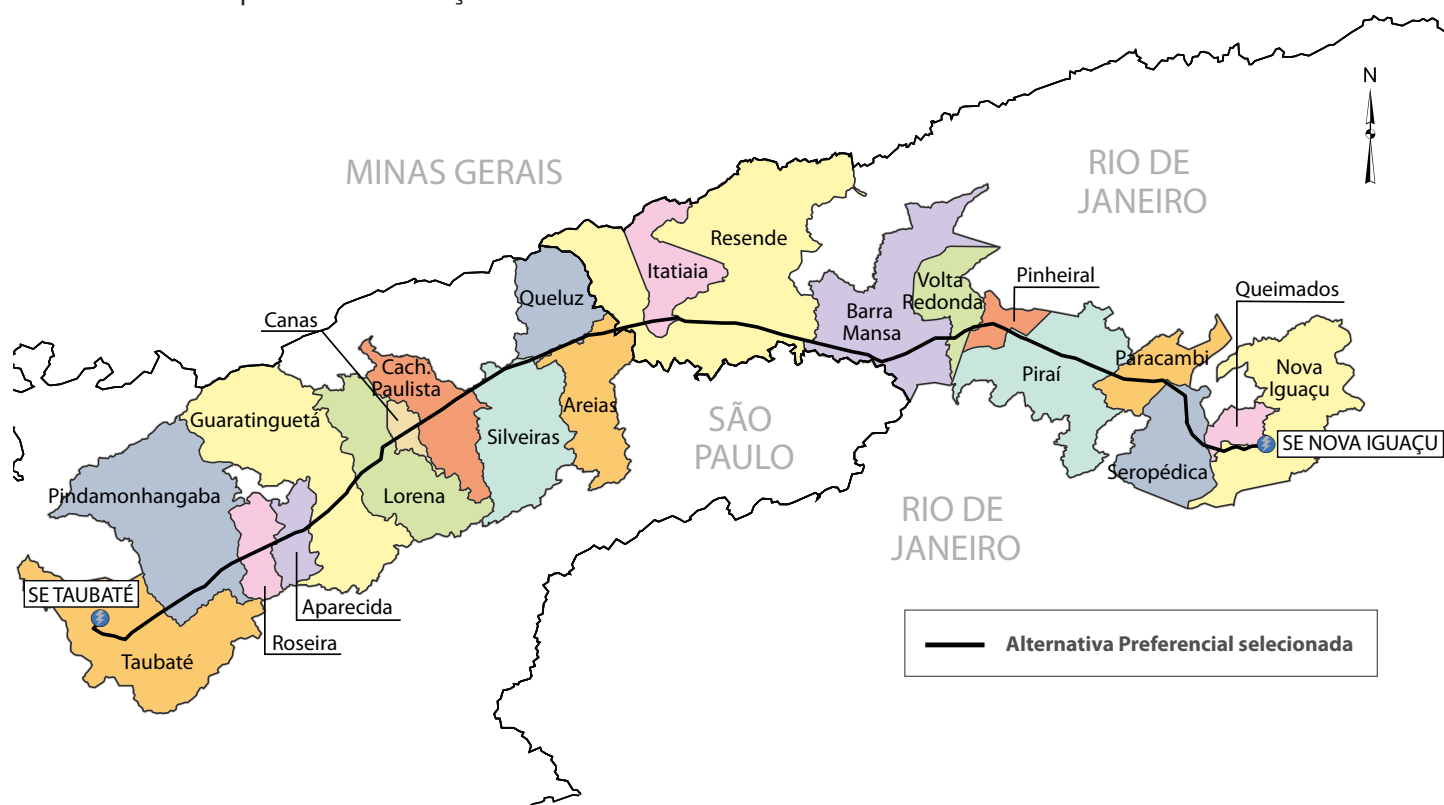 N
MINAS GERAIS
RIO DE
JANEIRO
Resende
Itatiaia
Queluz
Volta
Redonda
Pinheiral
Queimados
Barra
Mansa
Canas
Cach.
Paulista
Paracambi
Nova
Iguaçu
Piraí
Guaratinguetá
Silveiras
Areias
SÃO
PAULO
SE NOVA IGUAÇU
Seropédica
Pindamonhangaba
Lorena
RIO DE
JANEIRO
SE TAUBATÉ
Aparecida
Roseira
Taubaté
Alternativa Preferencial selecionada